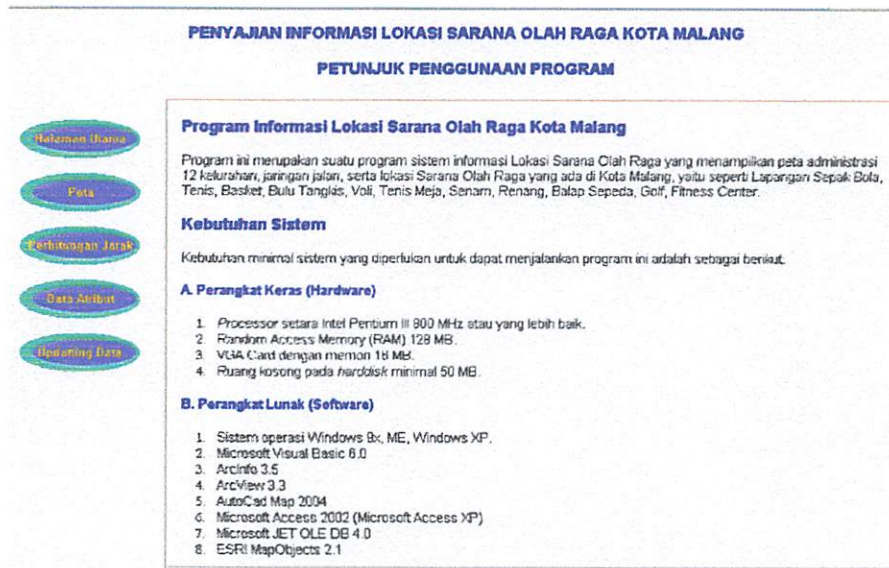 PENYAJIAN INFORMASI LOKASI SARANA OLAH RAGA KOTA MALANG
PETUNJUK PENGGUNAAN PROGRAM
Halaman Utama
Peta
Perhitungan Jarak
Data Atribut
Updating Data
Program Informasi Lokasi Sarana Olah Raga Kota Malang
Program ini merupakan suatu program sistem informasi Lokasi Sarana Olah Raga yang menampilkan peta administrasi
12 kelurahan, jaringan jalan, serta lokasi Sarana Olah Raga yang ada di Kota Malang, yaitu seperti Lapangan Sepak Bola,
Tenis, Basket, Bulu Tangkis, Voli, Tenis Meja, Senam, Renang, Balap Sepeda, Golf, Fitness Center.
Kebutuhan Sistem
Kebutuhan minimal sistem yang diperlukan untuk dapat menjalankan program ini adalah sebagai berikut.
A. Perangkat Keras (Hardware)
1. Processor setara Intel Pentium III 800 MHz atau yang lebih baik.
2. Random Access Memory (RAM) 128 MB.
3. VGA Card dengan memori 16 MB.
4. Ruang kosong pada harddisk minimal 50 MB.
B. Perangkat Lunak (Software)
1. Sistem operasi Windows 9x, ME, Windows XP.
2. Microsoft Visual Basic 6.0
3. ArcInfo 3.5
4. ArcView 3.3
5. AutoCad Map 2004
6. Microsoft Access 2002 (Microsoft Access XP)
7. Microsoft JET OLE DB 4.0
8. ESRI MapObjects 2.1